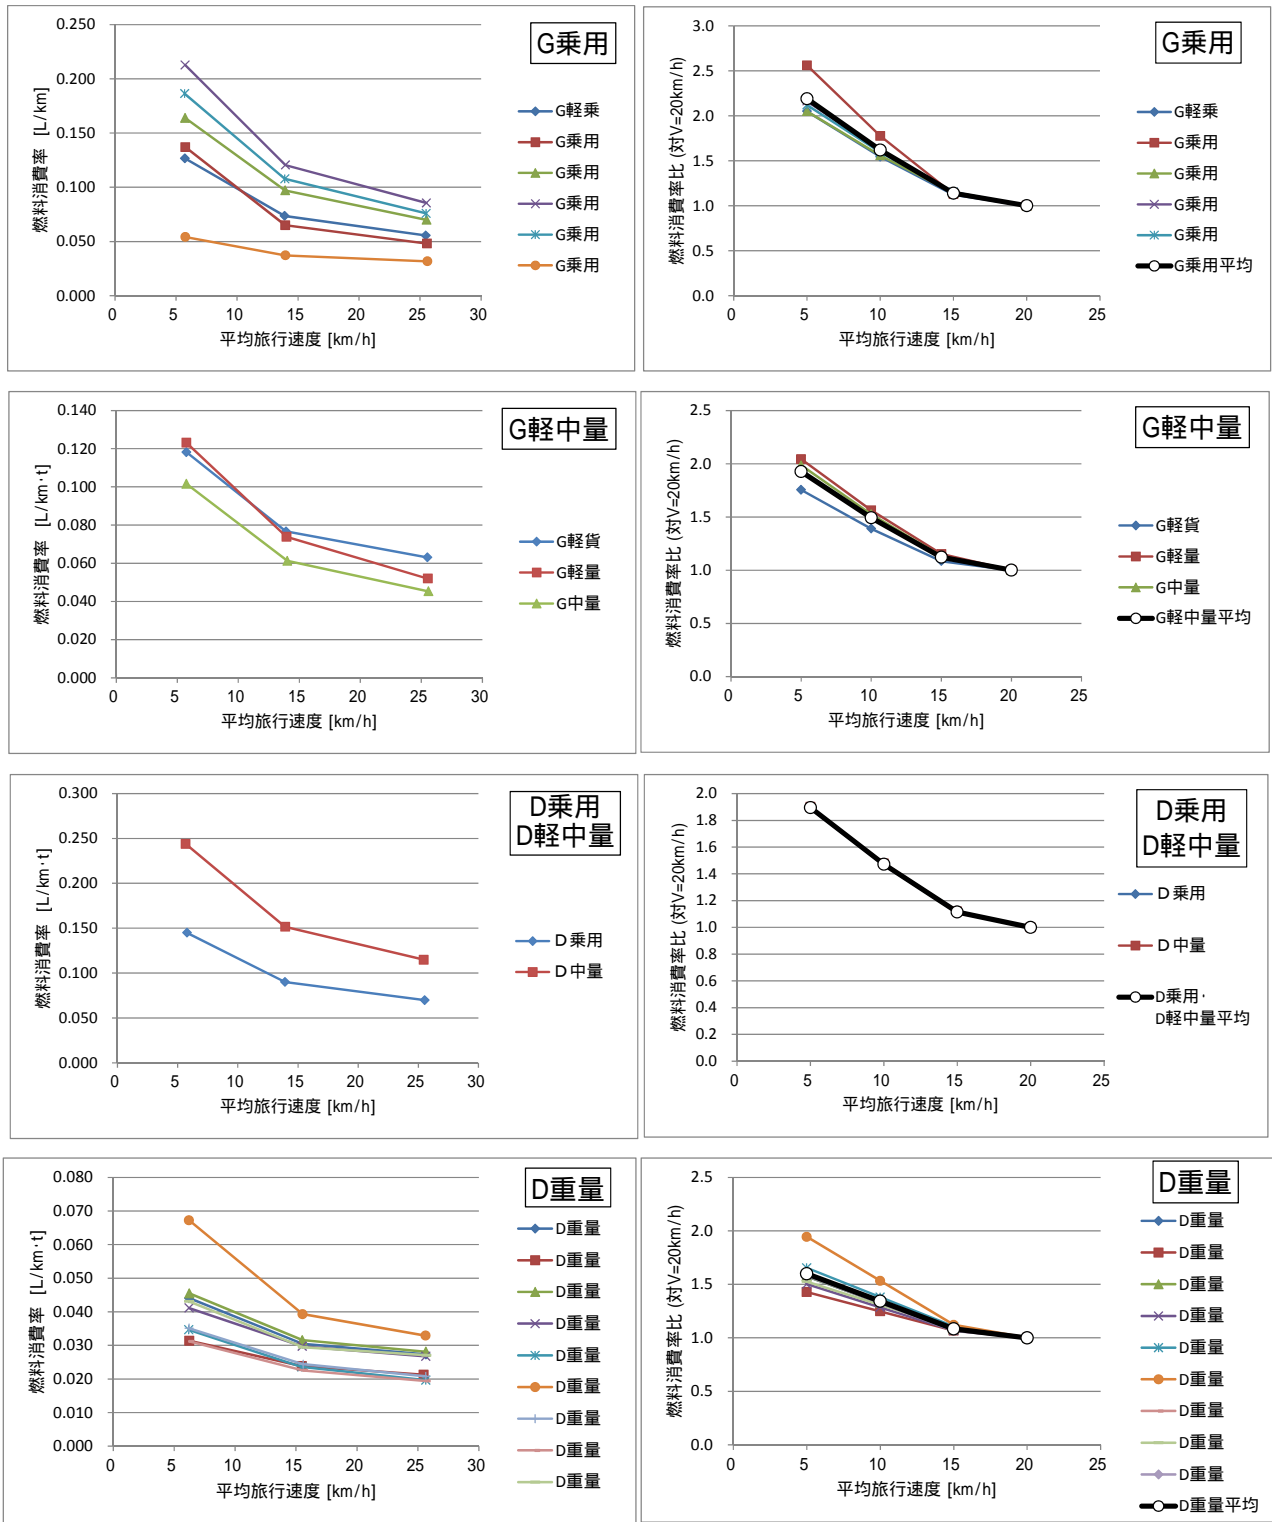 G乗用
燃料消費率 [L/km]
0.250
0.200
0.150
0.100
0.050
0.000
0
5
10
15
20
25
30
平均旅行速度 [km/h]
G軽乗
G乗用
G乗用
G乗用
G乗用
G乗用
G乗用
燃料消費率比 (対V=20km/h)
3.0
2.5
2.0
1.5
1.0
0.5
0.0
0
5
10
15
20
25
平均旅行速度 [km/h]
G軽乗
G乗用
G乗用
G乗用
G乗用
G乗用平均
G軽中量
燃料消費率 [L/km·t]
0.140
0.120
0.100
0.080
0.060
0.040
0.020
0.000
0
5
10
15
20
25
30
平均旅行速度 [km/h]
G軽貨
G軽量
G中量
G軽中量
燃料消費率比 (対V=20km/h)
2.5
2.0
1.5
1.0
0.5
0.0
0
5
10
15
20
25
平均旅行速度 [km/h]
G軽貨
G軽量
G中量
G軽中量平均
D乗用
D軽中量
燃料消費率 [L/km·t]
0.300
0.250
0.200
0.150
0.100
0.050
0.000
0
5
10
15
20
25
30
平均旅行速度 [km/h]
D乗用
D中量
D乗用
D軽中量
燃料消費率比 (対V=20km/h)
2.0
1.8
1.6
1.4
1.2
1.0
0.8
0.6
0.4
0.2
0.0
0
5
10
15
20
25
平均旅行速度 [km/h]
D乗用
D中量
D乗用·
D軽中量平均
D重量
燃料消費率 [L/km·t]
0.080
0.070
0.060
0.050
0.040
0.030
0.020
0.010
0.000
0
5
10
15
20
25
30
平均旅行速度 [km/h]
D重量
D重量
D重量
D重量
D重量
D重量
D重量
D重量
D重量
D重量
燃料消費率比 (対V=20km/h)
2.5
2.0
1.5
1.0
0.5
0.0
0
5
10
15
20
25
平均旅行速度 [km/h]
D重量
D重量
D重量
D重量
D重量
D重量
D重量
D重量
D重量
D重量平均